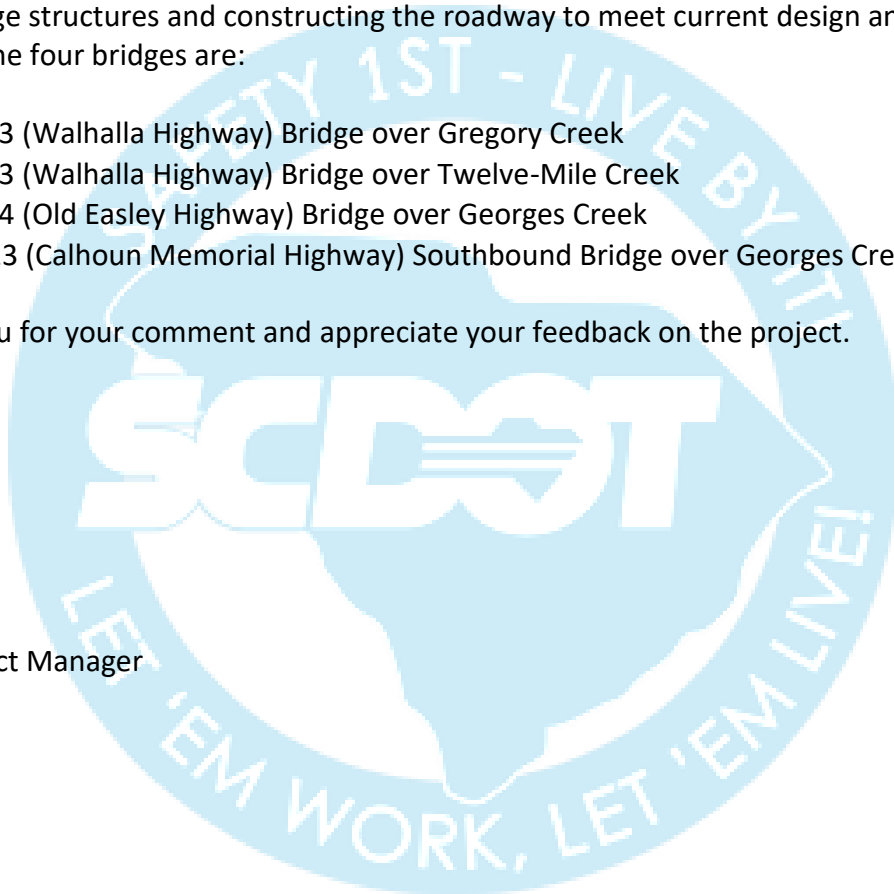 ge structures and constructing the roadway to meet current design an
he four bridges are:
3 (Walhalla Highway) Bridge over Gregory Creek
3 (Walhalla Highway) Bridge over Twelve-Mile Creek
4 (Old Easley Highway) Bridge over Georges Creek
3 (Calhoun Memorial Highway) Southbound Bridge over Georges Cre
u for your comment and appreciate your feedback on the project.
ct Manager
SAFETY 1ST - LIVE BY IT!
SCDOT
LET 'EM WORK, LET 'EM LIVE!